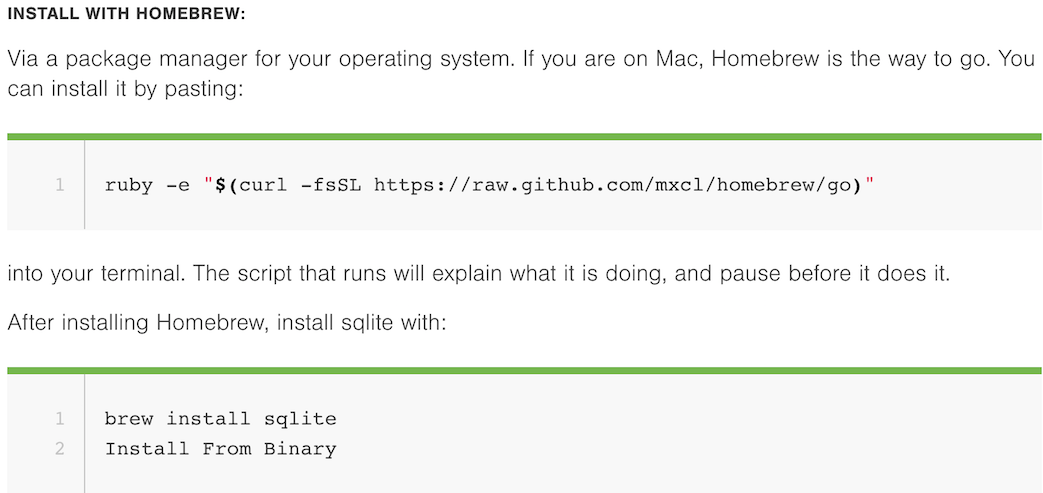 INSTALL WITH HOMEBREW:
Via a package manager for your operating system. If you are on Mac, Homebrew is the way to go. You
can install it by pasting:
1 ruby -e "$(curl -fsSL https://raw.github.com/mxcl/homebrew/go)"
into your terminal. The script that runs will explain what it is doing, and pause before it does it.
After installing Homebrew, install sqlite with:
1 brew install sqlite
2 Install From Binary